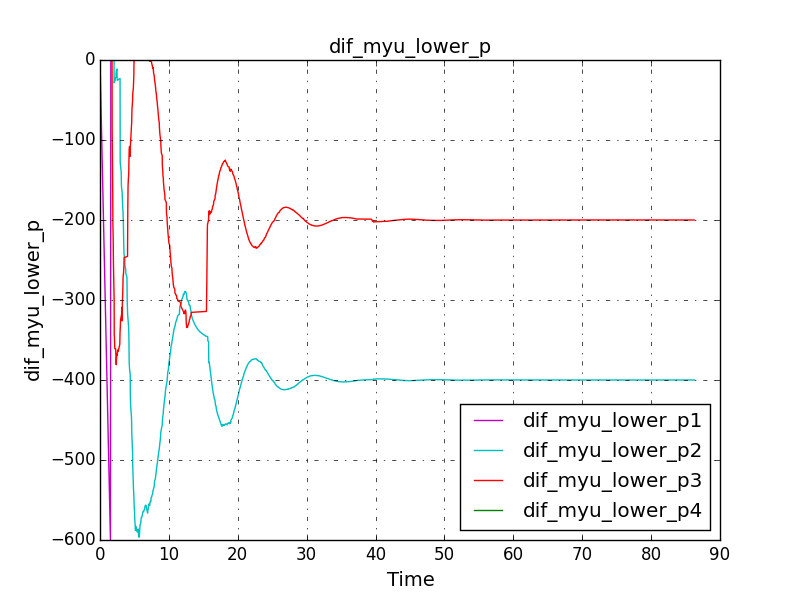 dif_myu_lower_p
0
−100
−200
−300
−400
−500
−600
dif_myu_lower_p
dif_myu_lower_p1
dif_myu_lower_p2
dif_myu_lower_p3
dif_myu_lower_p4
0 10 20 30 40 50 60 70 80 90
Time